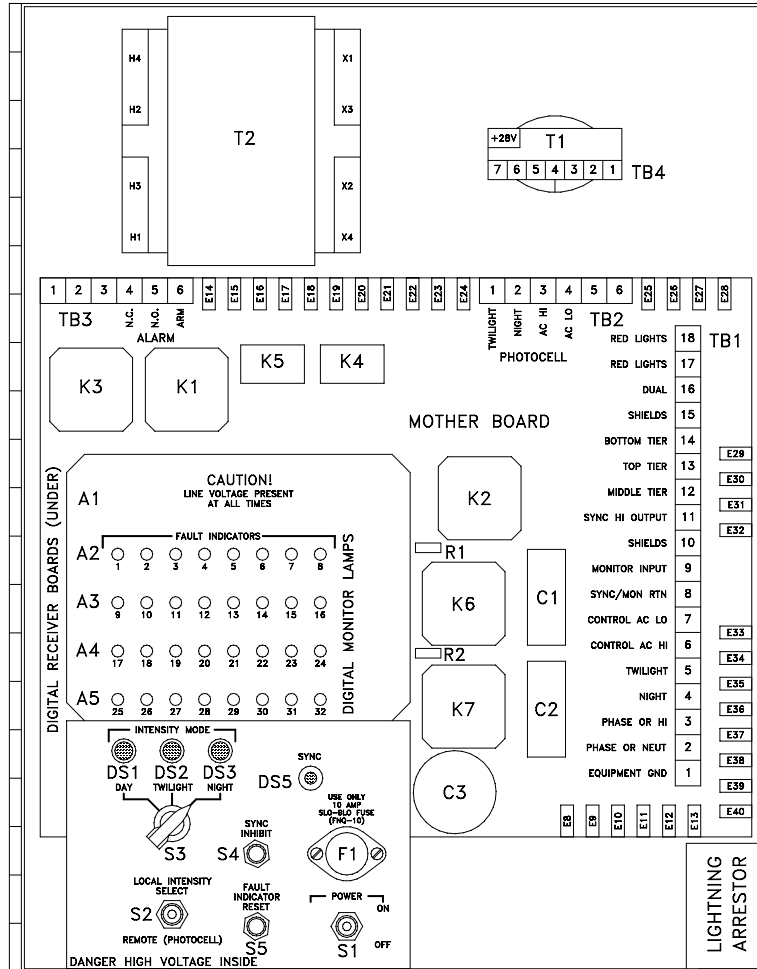 H4
X1
H2
X3
T2
H3
X2
H1
X4
+28V
T1
7 6 5 4 3 2 1
TB4
1 2 3 4 5 6
E14 E15 E16 E17 E18 E19 E20 E21 E22 E23 E24
1 2 3 4 5 6
E25 E26 E27 E28
TB3
N.C. N.O. ARM
ALARM
TWILIGHT NIGHT AC HI AC LO
TB2
PHOTOCELL
TB1
RED LIGHTS 18
RED LIGHTS 17
DUAL 16
SHIELDS 15
BOTTOM TIER 14
TOP TIER 13
MIDDLE TIER 12
SYNC HI OUTPUT 11
SHIELDS 10
MONITOR INPUT 9
SYNC/MON RTN 8
CONTROL AC LO 7
CONTROL AC HI 6
TWILIGHT 5
NIGHT 4
PHASE OR HI 3
PHASE OR NEUT 2
EQUIPMENT GND 1
E29
E30
E31
E32
E33
E34
E35
E36
E37
E38
E39
E40
K3
K1
K5
K4
MOTHER BOARD
K2
R1
K6
C1
R2
K7
C2
C3
E8 E9 E10 E11 E12 E13
DIGITAL RECEIVER BOARDS (UNDER)
CAUTION!
LINE VOLTAGE PRESENT
AT ALL TIMES
A1
FAULT INDICATORS
A2
1 2 3 4 5 6 7 8
A3
9 10 11 12 13 14 15 16
A4
17 18 19 20 21 22 23 24
A5
25 26 27 28 29 30 31 32
DIGITAL MONITOR LAMPS
INTENSITY MODE
DS1 DS2 DS3
DAY TWILIGHT NIGHT
S3
SYNC
DS5
USE ONLY
10 AMP
SLO-BLO FUSE
(FNQ-10)
F1
SYNC
INHIBIT
S4
LOCAL INTENSITY
SELECT
S2
REMOTE (PHOTOCELL)
FAULT
INDICATOR
RESET
S5
POWER
ON
S1
OFF
DANGER HIGH VOLTAGE INSIDE
LIGHTNING
ARRESTOR